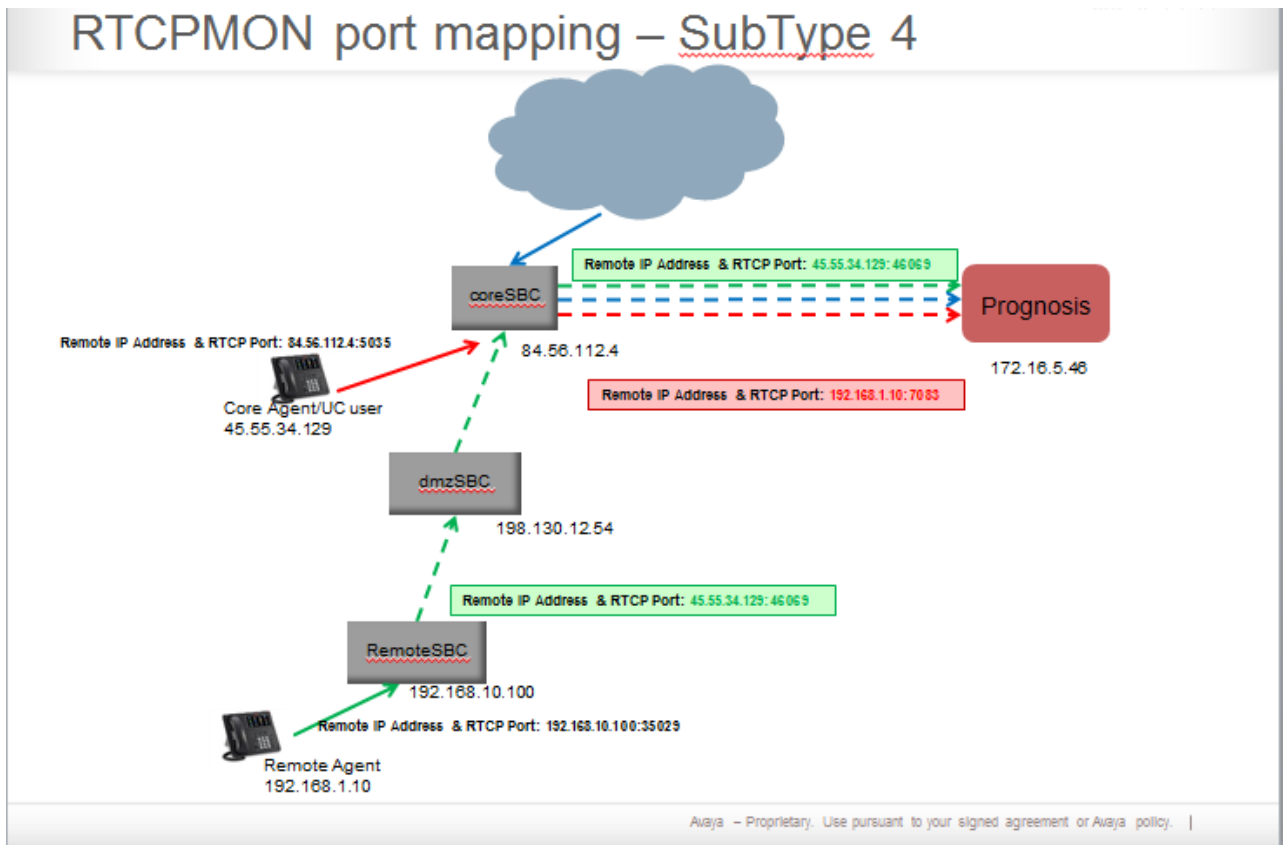 RTCPMON port mapping – SubType 4
Remote IP Address & RTCP Port: 45.55.34.129:46069
coreSBC
Prognosis
Remote IP Address & RTCP Port: 84.56.112.4:5035
84.56.112.4
172.16.5.46
Remote IP Address & RTCP Port: 192.168.1.10:7083
Core Agent/UC user
45.55.34.129
dmzSBC
198.130.12.54
Remote IP Address & RTCP Port: 45.55.34.129:46069
RemoteSBC
192.168.10.100
Remote IP Address & RTCP Port: 192.168.10.100:35029
Remote Agent
192.168.1.10
Avaya – Proprietary. Use pursuant to your signed agreement or Avaya policy. |